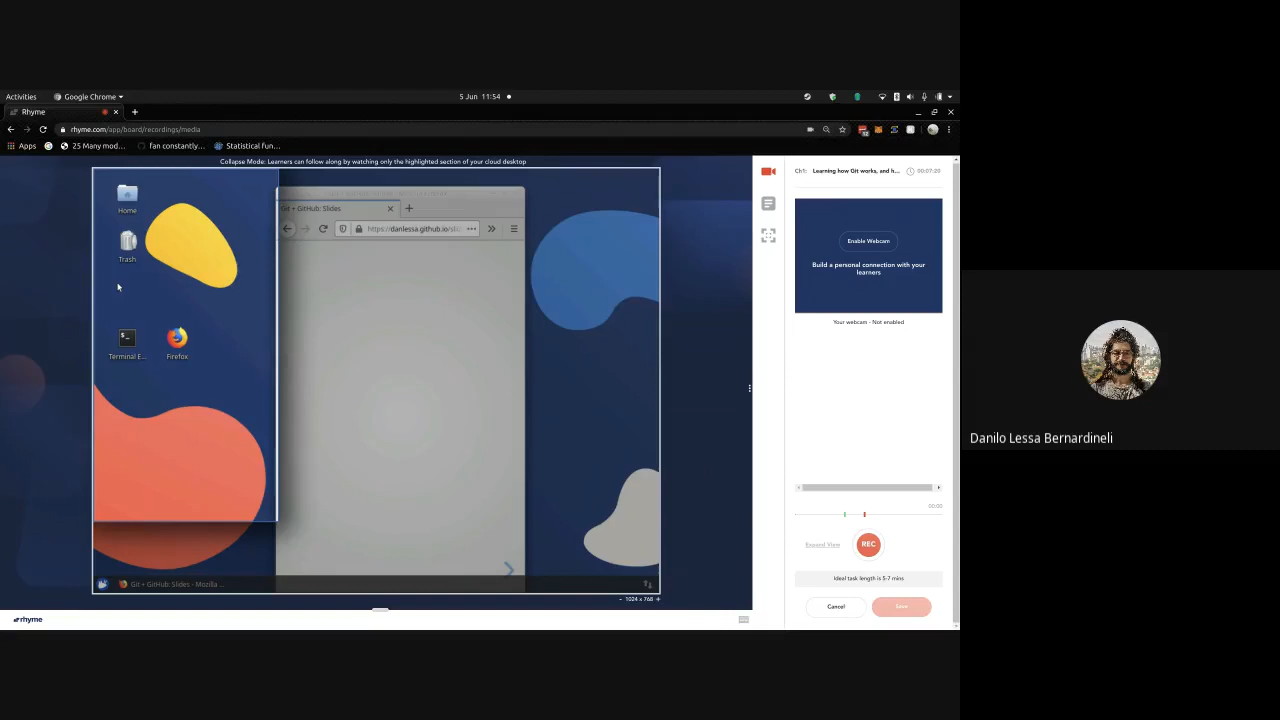 Activities
Google Chrome
5 Jun 11:54
Rhyme
rhyme.com/app/board/recordings/media
Apps
25 Many mod...
fan constantly...
Statistical fun...
Collapse Mode: Learners can follow along by watching only the highlighted section of your cloud desktop
Home
Trash
Terminal E...
Firefox
Git + GitHub: Slides
https://danlessa.github.io/slic
Git + GitHub: Slides - Mozilla ...
- 1024 x 768 +
rhyme
Ch1: Learning how Git works, and h...
00:07:20
Enable Webcam
Build a personal connection with your
learners
Your webcam - Not enabled
00:00
Expand View
REC
Ideal task length is 5-7 mins
Cancel
Save
Danilo Lessa Bernardineli